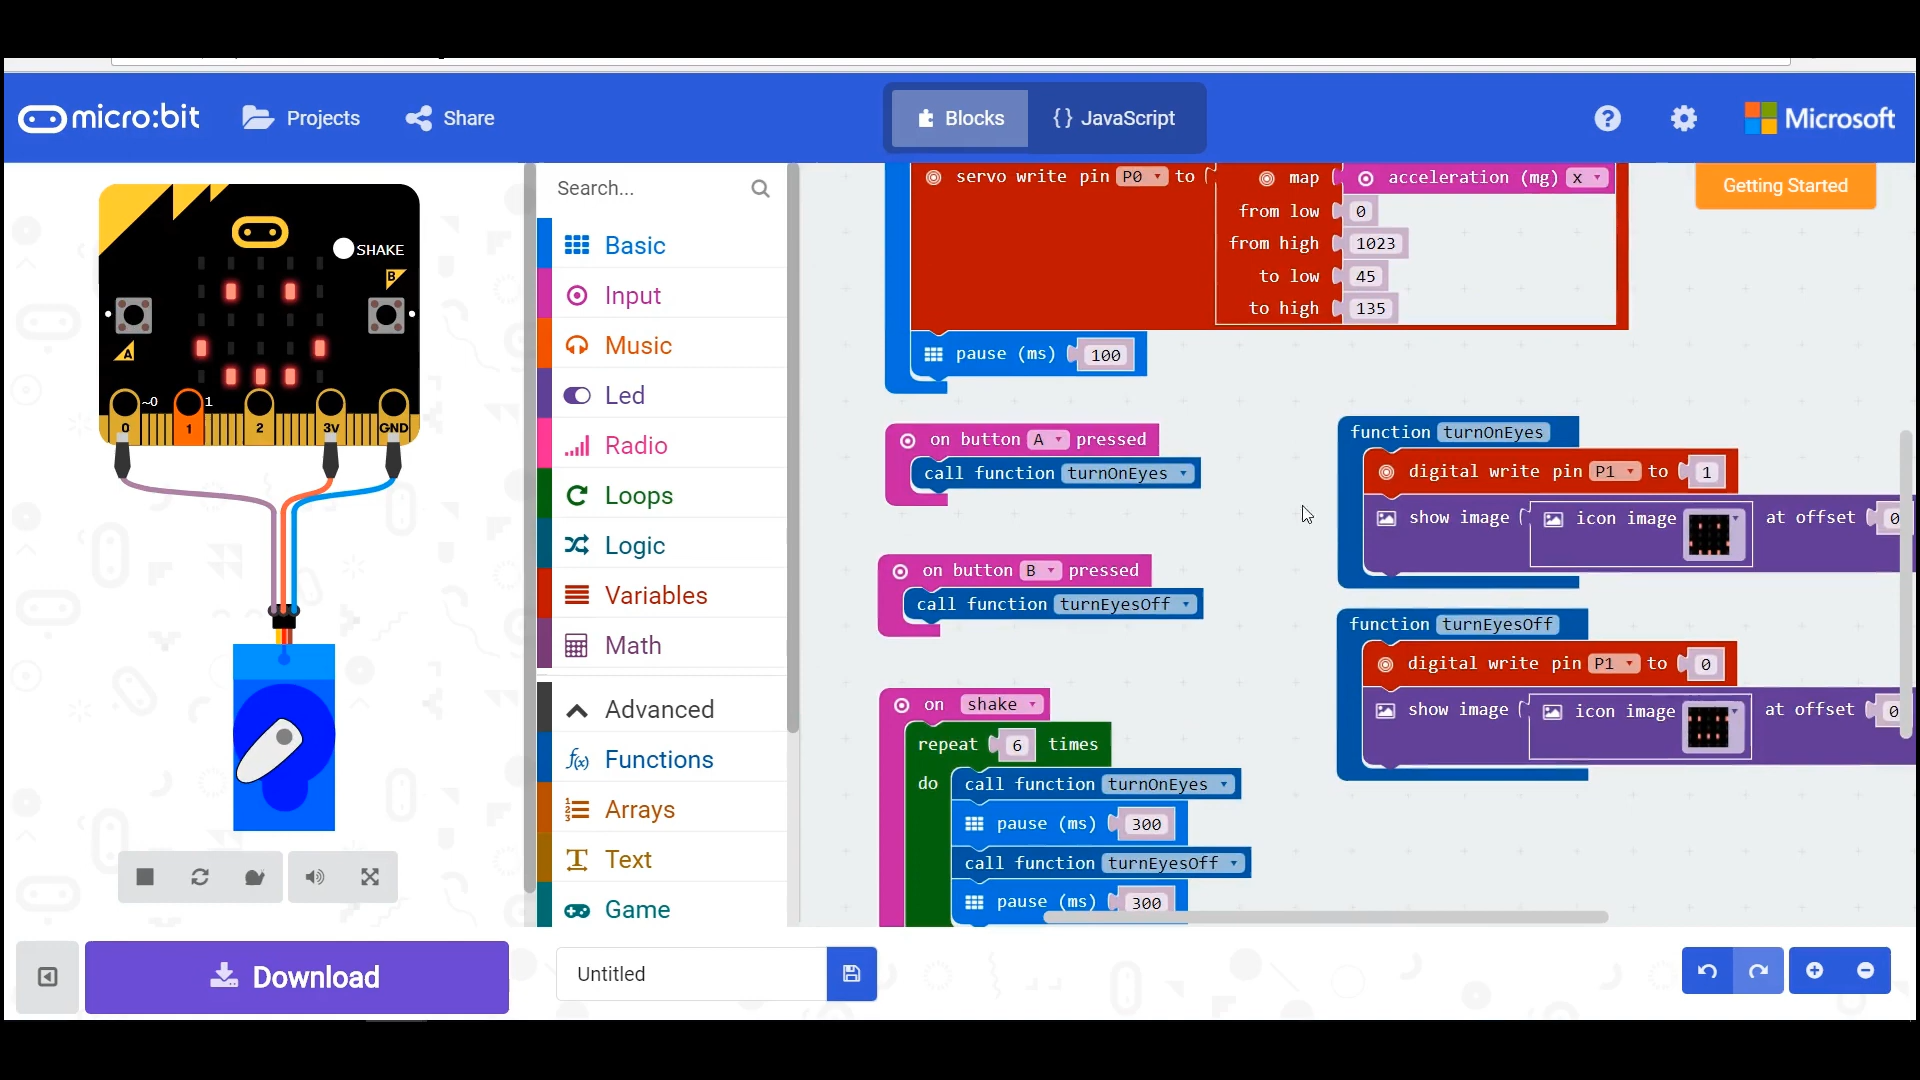 micro:bit Projects Share Blocks {} JavaScript ? Microsoft
SHAKE
B
A
~0 1
0 1 2 3V GND
Download
Search...
Basic
Input
Music
Led
Radio
Loops
Logic
Variables
Math
Advanced
f(x) Functions
Arrays
Text
Game
Untitled
Getting Started
servo write pin P0 to map acceleration (mg) x
from low 0
from high 1023
to low 45
to high 135
pause (ms) 100
on button A pressed
call function turnOnEyes
on button B pressed
call function turnEyesOff
on shake
repeat 6 times
do call function turnOnEyes
pause (ms) 300
call function turnEyesOff
pause (ms) 300
function turnOnEyes
digital write pin P1 to 1
show image icon image at offset 0
function turnEyesOff
digital write pin P1 to 0
show image icon image at offset 0